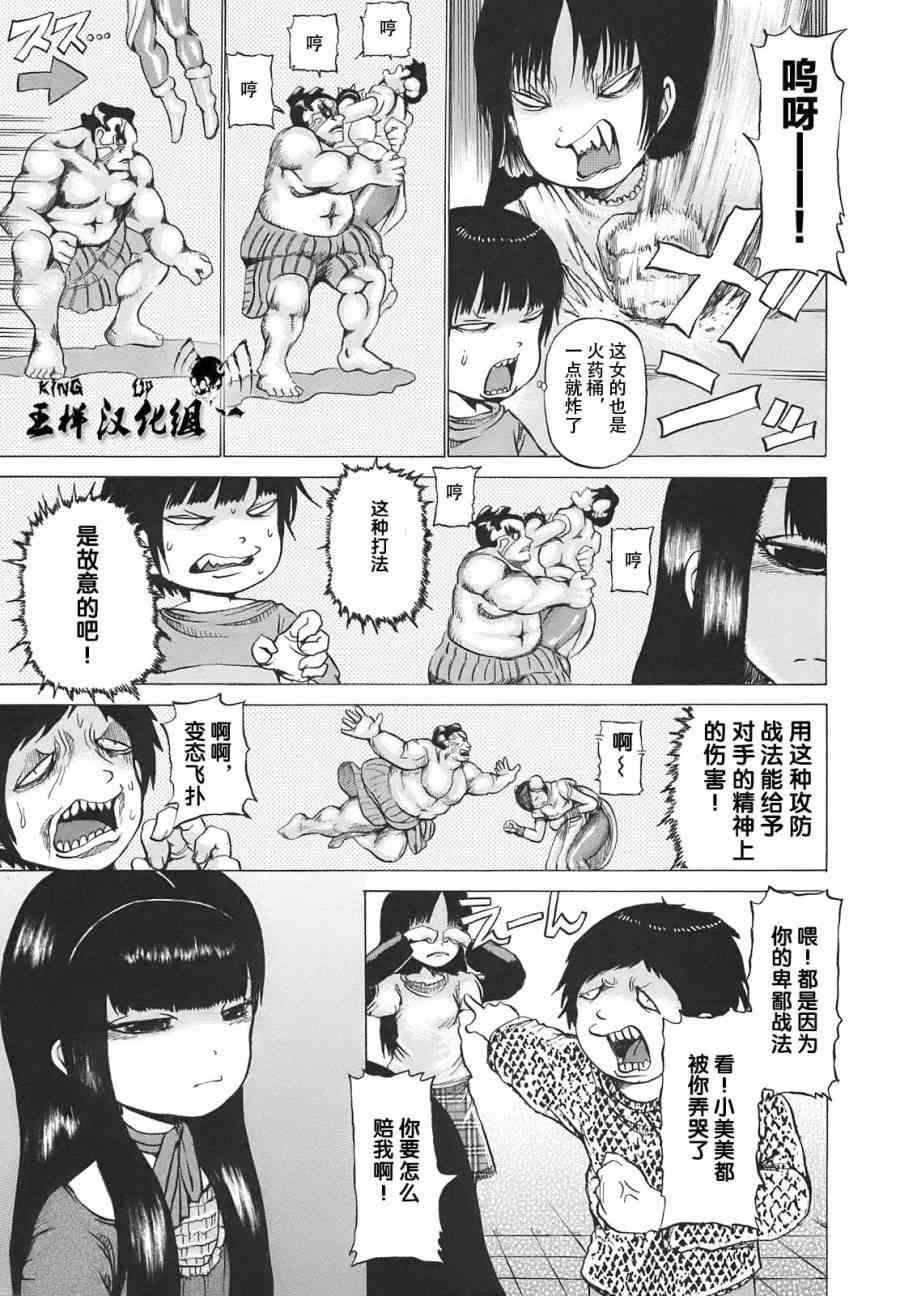 呜呀——！
这女的也是
火药桶，
一点就炸了
ガガガ
哼
哼
哼
スス…
KING UP
王样汉化组
哼
哼
这种打法
是故意的吧！
用这种攻防
战法能给予
对手的精神上
的伤害！
啊～
啊啊，
变态飞扑
喂！都是因为
你的卑鄙战法
看！小美美都
被你弄哭了
えーん
你要怎么
赔我啊！